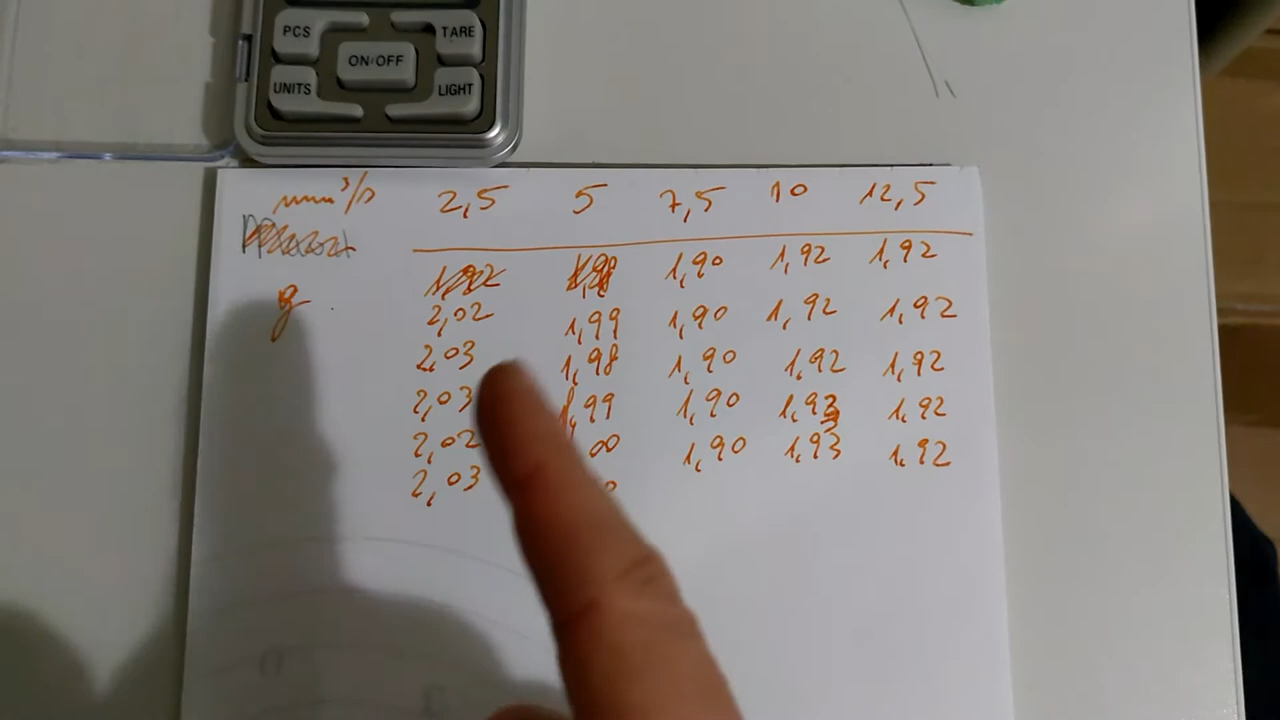 PCS TARE
ON/OFF
UNITS LIGHT
mm³/s 2,5 5 7,5 10 12,5
1,90 1,92 1,92
g 2,02 1,99 1,90 1,92 1,92
2,03 1,98 1,90 1,92 1,92
2,03 1,99 1,90 1,93 1,92
2,02 00 1,90 1,93 1,92
2,03